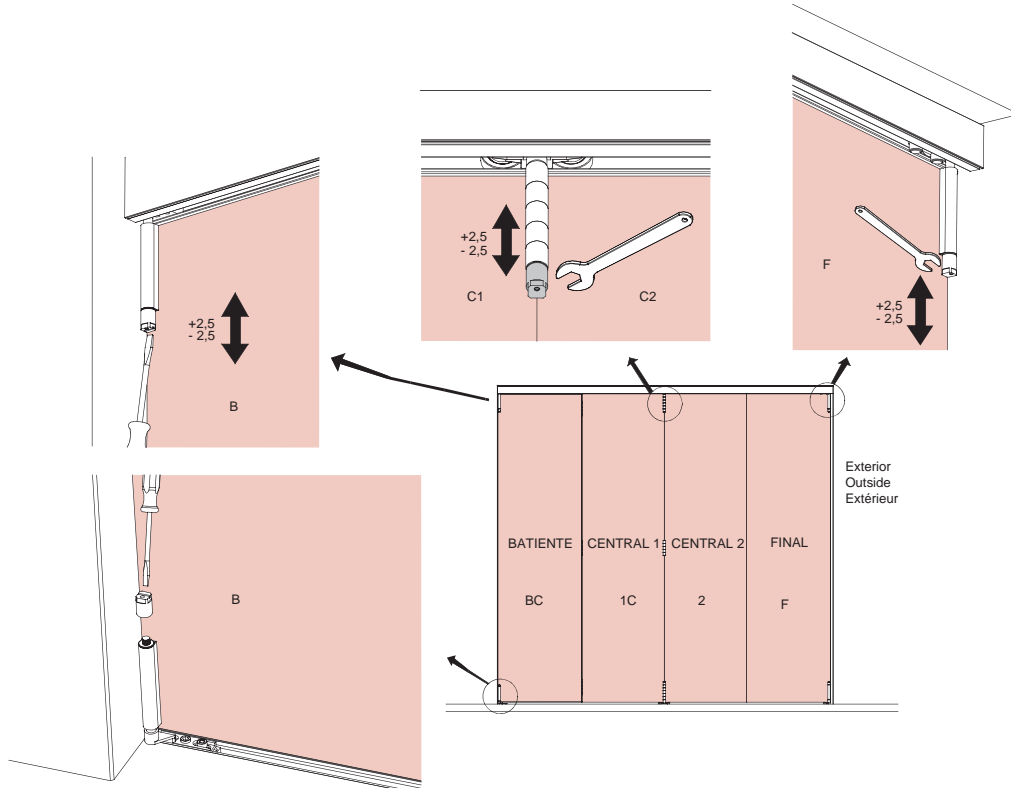 +2,5
- 2,5
B
+2,5
- 2,5
C1
C2
F
+2,5
- 2,5
B
Exterior
Outside
Extérieur
BATIENTE
CENTRAL 1
CENTRAL 2
FINAL
BC
1C
2
F